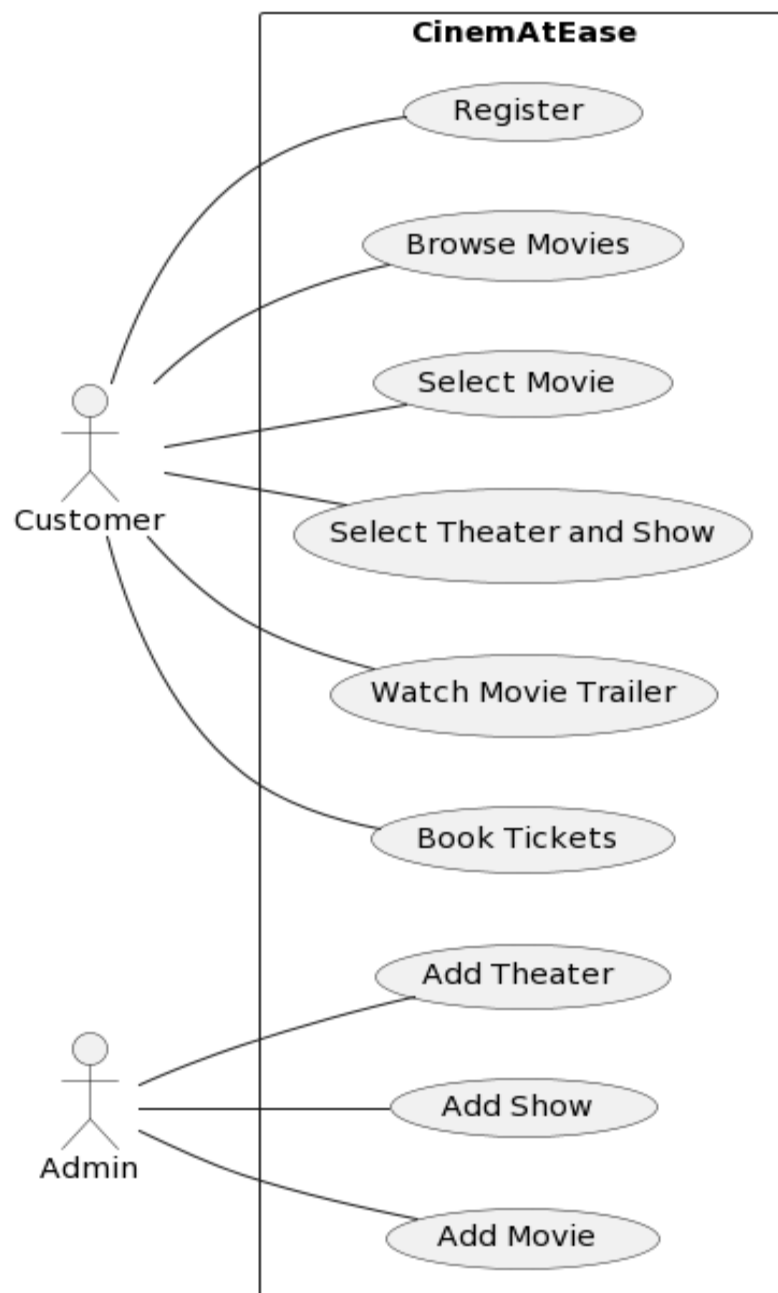 CinemAtEase
Register
Browse Movies
Select Movie
Customer
Select Theater and Show
Watch Movie Trailer
Book Tickets
Add Theater
Add Show
Admin
Add Movie